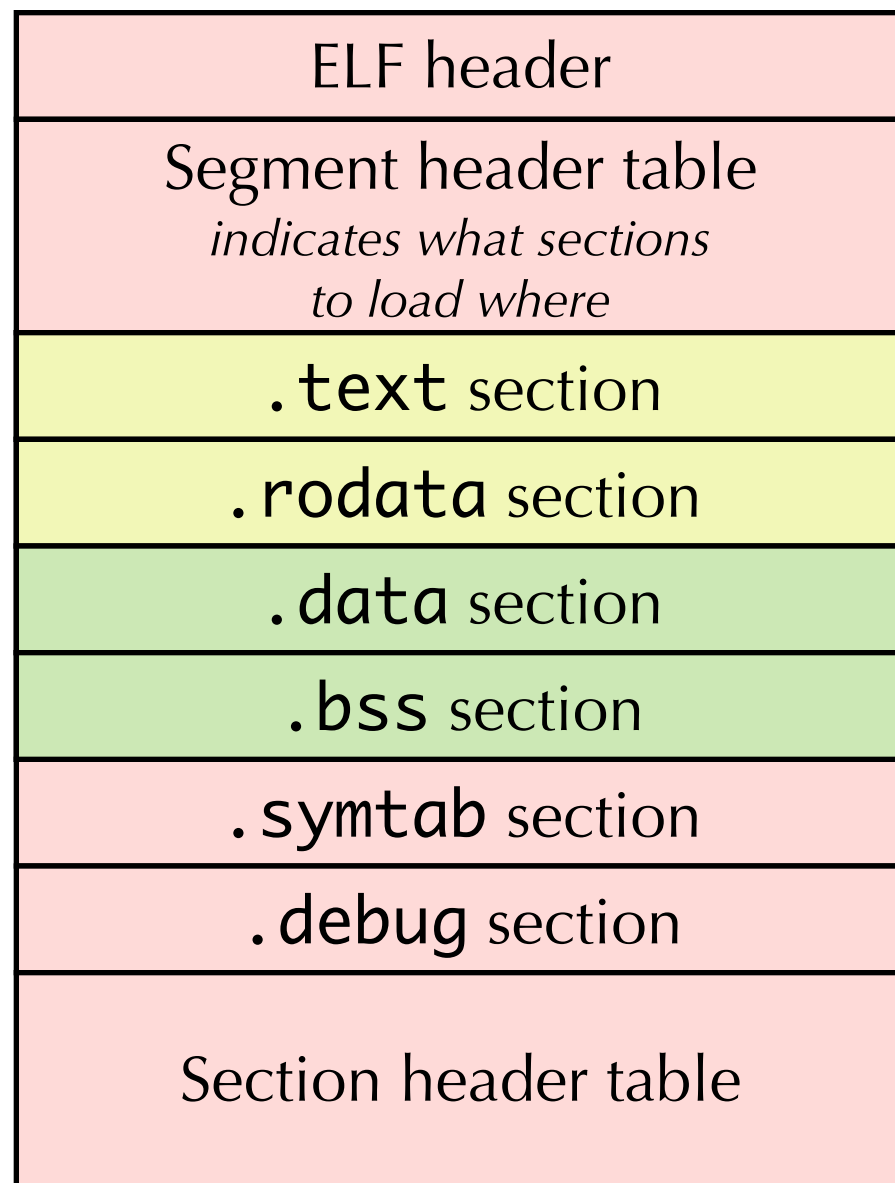 ELF header
Segment header table
indicates what sections
to load where
.text section
.rodata section
.data section
.bss section
.symtab section
.debug section
Section header table